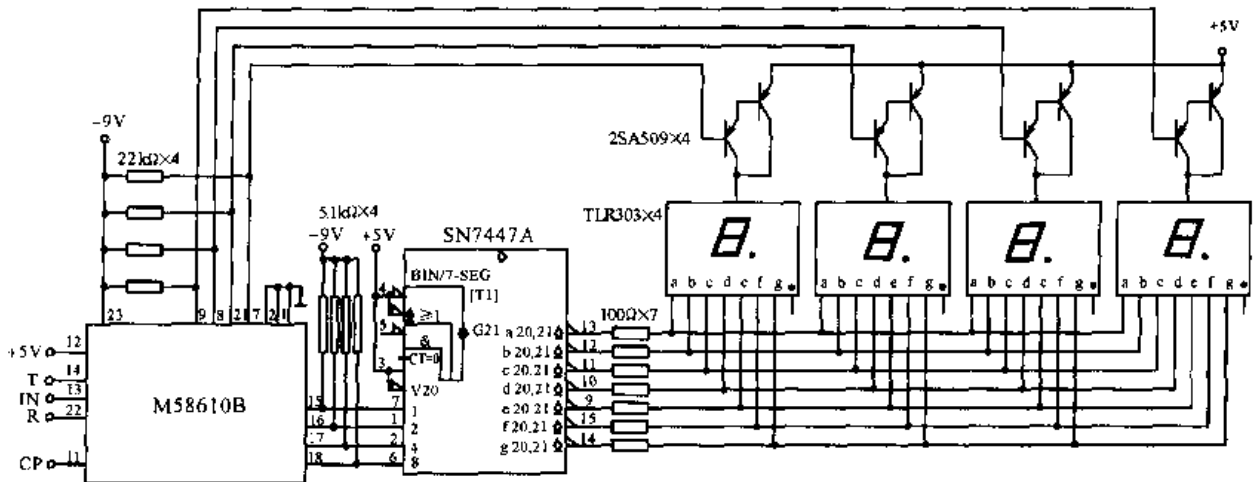 +5V
-9V
2SA509×4
22kΩ×4
TLR303×4
5.1kΩ×4
-9V
+5V
SN7447A
BIN/7-SEG
[T1]
a b c d e f g
a b c d e f g
a b c d e f g
a b c d e f g
100Ω×7
4
≥1
5
G21
&
CT=0
3
V20
a 20,21 13
b 20,21 12
c 20,21 11
d 20,21 10
e 20,21 9
f 20,21 15
g 20,21 14
23 9 8 21 7 2 1
+5V 12
T 14
IN 13
R 22
CP 11
M58610B
15 7 1
16 1 2
17 2 4
18 6 8